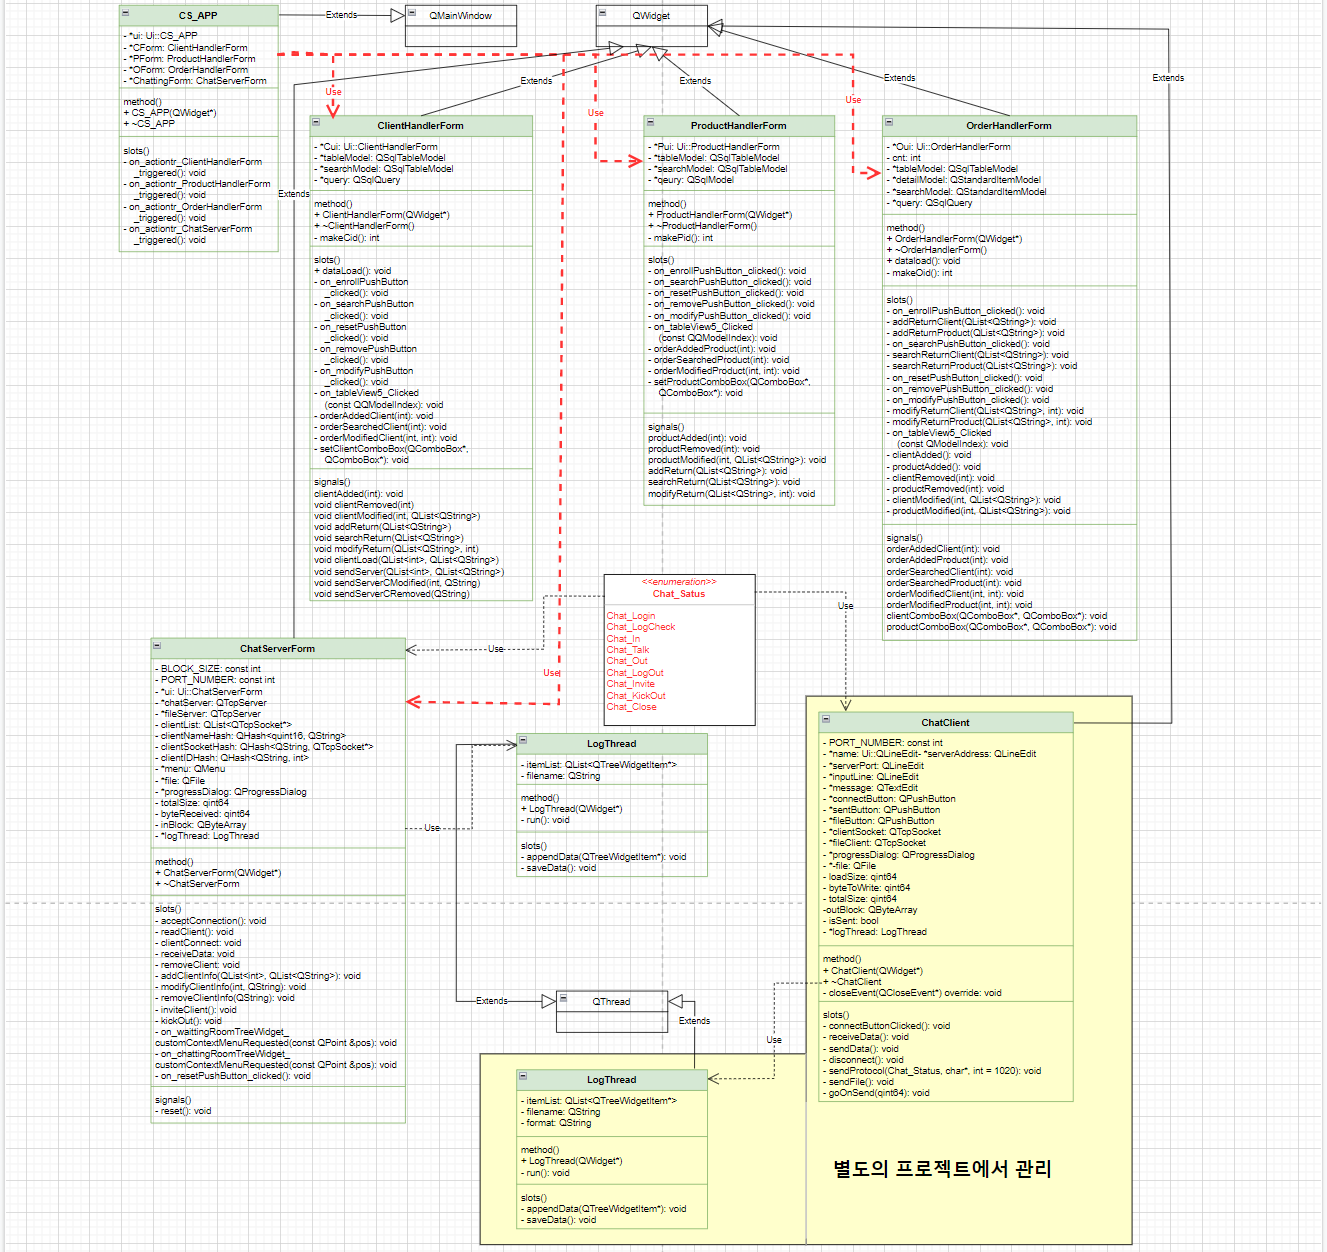 CS_APP
- *ui: Ui::CS_APP
- *CForm: ClientHandlerForm
- *PForm: ProductHandlerForm
- *OForm: OrderHandlerForm
- *ChattingForm: ChatServerForm
method()
+ CS_APP(QWidget*)
+ ~CS_APP
slots()
- on_actiontr_ClientHandlerForm
_triggered(): void
- on_actiontr_ProductHandlerForm
_triggered(): void
- on_actiontr_OrderHandlerForm
_triggered(): void
- on_actiontr_ChatServerForm
_triggered(): void
Extends
QMainWindow
QWidget
Extends
Extends
Extends
Extends
Extends
Use
Use
Use
Use
ClientHandlerForm
- *Cui: Ui::ClientHandlerForm
- *tableModel: QSqlTableModel
- *searchModel: QSqlTableModel
- *query: QSqlQuery
method()
+ ClientHandlerForm(QWidget*)
+ ~ClientHandlerForm()
- makeCid(): int
slots()
+ dataLoad(): void
- on_enrollPushButton
_clicked(): void
- on_searchPushButton
_clicked(): void
- on_resetPushButton
_clicked(): void
- on_removePushButton
_clicked(): void
- on_modifyPushButton
_clicked(): void
- on_tableView5_Clicked
(const QQModelIndex): void
- orderAddedClient(int): void
- orderSearchedClient(int): void
- orderModifiedClient(int, int): void
- setClientComboBox(QComboBox*,
QComboBox*): void
signals()
clientAdded(int): void
void clientRemoved(int)
void clientModified(int, QList<QString>)
void addReturn(QList<QString>)
void searchReturn(QList<QString>)
void modifyReturn(QList<QString>, int)
void clientLoad(QList<int>, QList<QString>)
void sendServer(QList<int>, QList<QString>)
void sendServerCModified(int, QString)
void sendServerCRemoved(QString)
ProductHandlerForm
- *Pui: Ui::ProductHandlerForm
- *tableModel: QSqlTableModel
- *searchModel: QSqlTableModel
- *qeury: QSqlModel
method()
+ ProductHandlerForm(QWidget*)
+ ~ProductHandlerForm()
- makePid(): int
slots()
- on_enrollPushButton_clicked(): void
- on_searchPushButton_clicked(): void
- on_resetPushButton_clicked(): void
- on_removePushButton_clicked(): void
- on_modifyPushButton_clicked(): void
- on_tableView5_Clicked
(const QQModelIndex): void
- orderAddedProduct(int): void
- orderSearchedProduct(int): void
- orderModifiedProduct(int, int): void
- setProductComboBox(QComboBox*,
QComboBox*): void
signals()
productAdded(int): void
productRemoved(int): void
productModified(int, QList<QString>): void
addReturn(QList<QString>): void
searchReturn(QList<QString>): void
modifyReturn(QList<QString>, int): void
OrderHandlerForm
- *Oui: Ui::OrderHandlerForm
- cnt: int
- *tableModel: QSqlTableModel
- *detailModel: QStandardItemModel
- *searchModel: QStandardItemModel
- *query: QSqlQuery
method()
+ OrderHandlerForm(QWidget*)
+ ~OrderHandlerForm()
+ dataload(): void
- makeOid(): int
slots()
- on_enrollPushButton_clicked(): void
- addReturnClient(QList<QString>): void
- addReturnProduct(QList<QString>): void
- on_searchPushButton_clicked(): void
- searchReturnClient(QList<QString>): void
- searchReturnProduct(QList<QString>): void
- on_resetPushButton_clicked(): void
- on_removePushButton_clicked(): void
- on_modifyPushButton_clicked(): void
- modifyReturnClient(QList<QString>, int): void
- modifyReturnProduct(QList<QString>, int): void
- on_tableView5_Clicked
(const QModelIndex): void
- clientAdded(): void
- productAdded(): void
- clientRemoved(int): void
- productRemoved(int): void
- clientModified(int, QList<QString>): void
- productModified(int, QList<QString>): void
signals()
orderAddedClient(int): void
orderAddedProduct(int): void
orderSearchedClient(int): void
orderSearchedProduct(int): void
orderModifiedClient(int, int): void
orderModifiedProduct(int, int): void
clientComboBox(QComboBox*, QComboBox*): void
productComboBox(QComboBox*, QComboBox*): void
<<enumeration>>
Chat_Satus
Chat_Login
Chat_LogCheck
Chat_In
Chat_Talk
Chat_Out
Chat_LogOut
Chat_Invite
Chat_KickOut
Chat_Close
Use
Use
ChatServerForm
- BLOCK_SIZE: const int
- PORT_NUMBER: const int
- *ui: Ui::ChatServerForm
- *chatServer: QTcpServer
- *fileServer: QTcpServer
- clientList: QList<QTcpSocket*>
- clientNameHash: QHash<quint16, QString>
- clientSocketHash: QHash<QString, QTcpSocket*>
- clientIDHash: QHash<QString, int>
- *menu: QMenu
- *file: QFile
- *progressDialog: QProgressDialog
- totalSize: qint64
- byteReceived: qint64
- inBlock: QByteArray
- *logThread: LogThread
method()
+ ChatServerForm(QWidget*)
+ ~ChatServerForm
slots()
- acceptConnection(): void
- readClient(): void
- clientConnect: void
- receiveData: void
- removeClient: void
- addClientInfo(QList<int>, QList<QString>): void
- modifyClientInfo(int, QString): void
- removeClientInfo(QString): void
- inviteClient(): void
- kickOut(): void
- on_waittingRoomTreeWidget_
customContextMenuRequested(const QPoint &pos): void
- on_chattingRoomTreeWidget_
customContextMenuRequested(const QPoint &pos): void
- on_resetPushButton_clicked(): void
signals()
- reset(): void
Use
LogThread
- itemList: QList<QTreeWidgetItem*>
- filename: QString
method()
+ LogThread(QWidget*)
- run(): void
slots()
- appendData(QTreeWidgetItem*): void
- saveData(): void
Extends
QThread
Extends
LogThread
- itemList: QList<QTreeWidgetItem*>
- filename: QString
- format: QString
method()
+ LogThread(QWidget*)
- run(): void
slots()
- appendData(QTreeWidgetItem*): void
- saveData(): void
Use
ChatClient
- PORT_NUMBER: const int
- *name: Ui::QLineEdit- *serverAddress: QLineEdit
- *serverPort: QLineEdit
- *inputLine: QLineEdit
- *message: QTextEdit
- *connectButton: QPushButton
- *sentButton: QPushButton
- *fileButton: QPushButton
- *clientSocket: QTcpSocket
- *fileClient: QTcpSocket
- *progressDialog: QProgressDialog
- *-file: QFile
- loadSize: qint64
- byteToWrite: qint64
- totalSize: qint64
-outBlock: QByteArray
- isSent: bool
- *logThread: LogThread
method()
+ ChatClient(QWidget*)
+ ~ChatClient
- closeEvent(QCloseEvent*) override: void
slots()
- connectButtonClicked(): void
- receiveData(): void
- sendData(): void
- disconnect(): void
- sendProtocol(Chat_Status, char*, int = 1020): void
- sendFile(): void
- goOnSend(qint64): void
별도의 프로젝트에서 관리